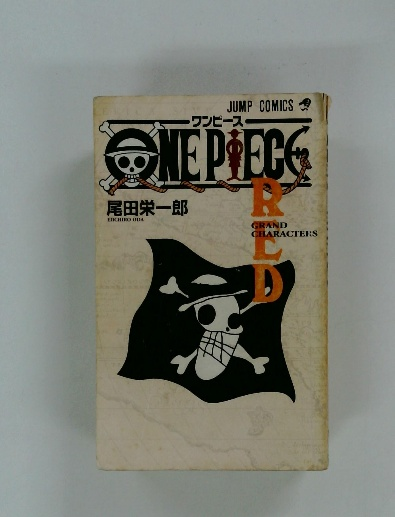 JUMP COMICS
ワンピース
ONE PIECE
尾田栄一郎
EIICHIRO ODA
RED
GRAND
CHARACTERS